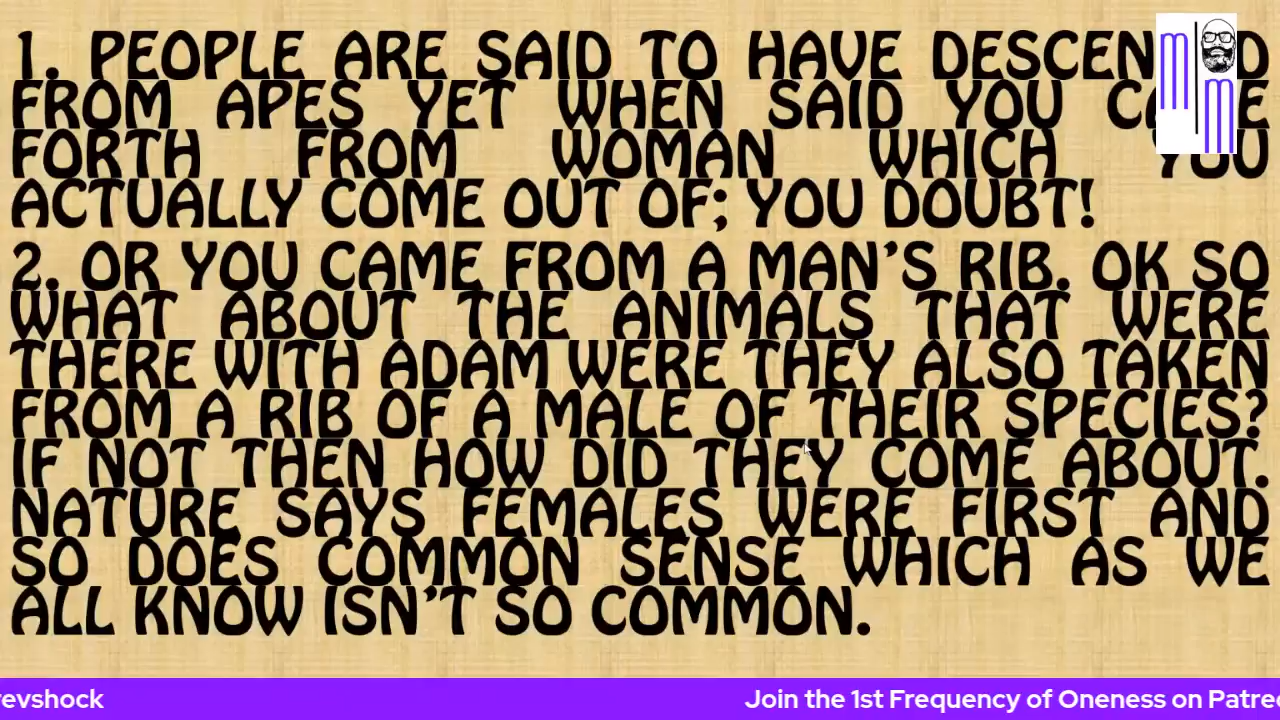 1. PEOPLE ARE SAID TO HAVE DESCENDED
FROM APES YET WHEN SAID YOU CAME
FORTH FROM WOMAN WHICH YOU
ACTUALLY COME OUT OF; YOU DOUBT!
2. OR YOU CAME FROM A MAN’S RIB. OK SO
WHAT ABOUT THE ANIMALS THAT WERE
THERE WITH ADAM WERE THEY ALSO TAKEN
FROM A RIB OF A MALE OF THEIR SPECIES?
IF NOT THEN HOW DID THEY COME ABOUT.
NATURE SAYS FEMALES WERE FIRST AND
SO DOES COMMON SENSE WHICH AS WE
ALL KNOW ISN’T SO COMMON.
m m
revshock Join the 1st Frequency of Oneness on Patre